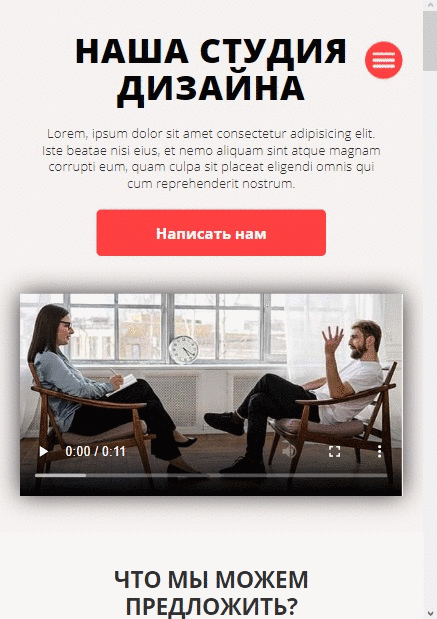 НАША СТУДИЯ
ДИЗАЙНА
Lorem, ipsum dolor sit amet consectetur adipisicing elit.
Iste beatae nisi eius, et nemo aliquam sint atque magnam
corrupti eum, quam culpa sit placeat eligendi omnis qui
cum reprehenderit nostrum.
Написать нам
0:00 / 0:11
ЧТО МЫ МОЖЕМ
ПРЕДЛОЖИТЬ?